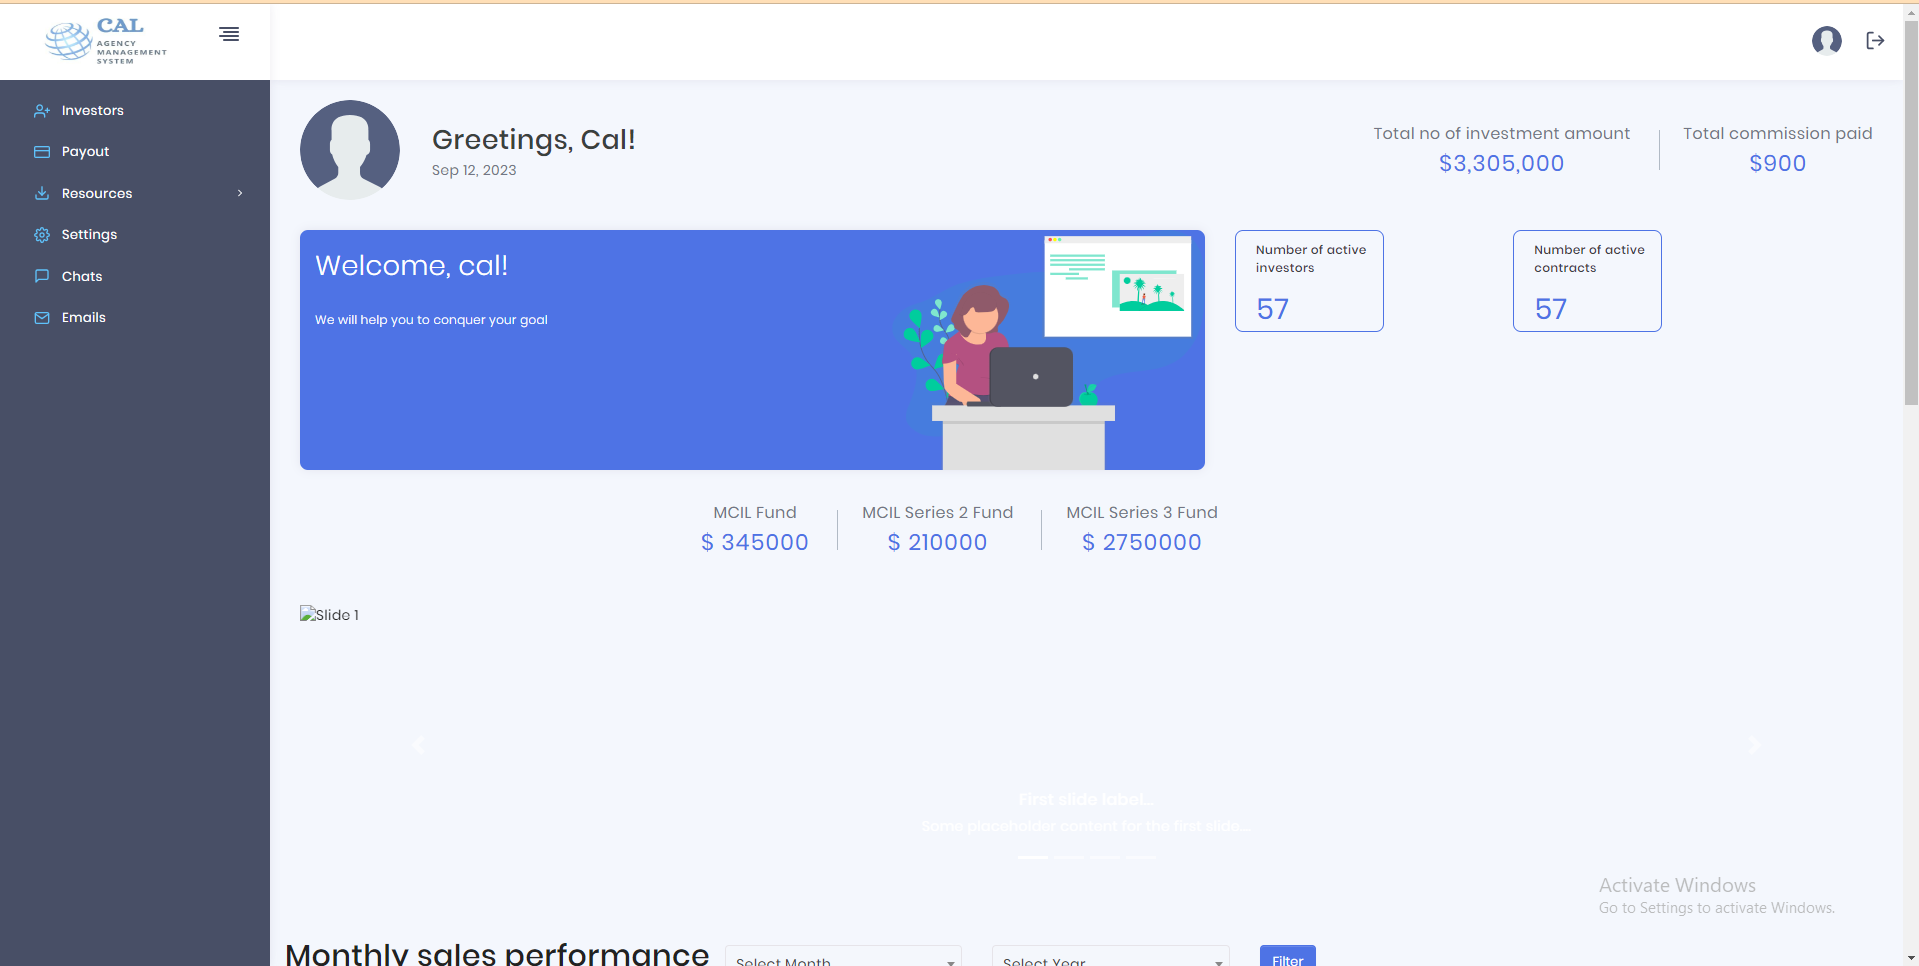 CAL
AGENCY
MANAGEMENT
SYSTEM
Investors
Payout
Resources
Settings
Chats
Emails
Greetings, Cal!
Sep 12, 2023
Total no of investment amount
$3,305,000
Total commission paid
$900
Welcome, cal!
We will help you to conquer your goal
Number of active
investors
57
Number of active
contracts
57
MCIL Fund
$ 345000
MCIL Series 2 Fund
$ 210000
MCIL Series 3 Fund
$ 2750000
Slide 1
First slide label...
Some placeholder content for the first slide...
Activate Windows
Go to Settings to activate Windows.
Monthly sales performance
Select Month
Select Year
Filter